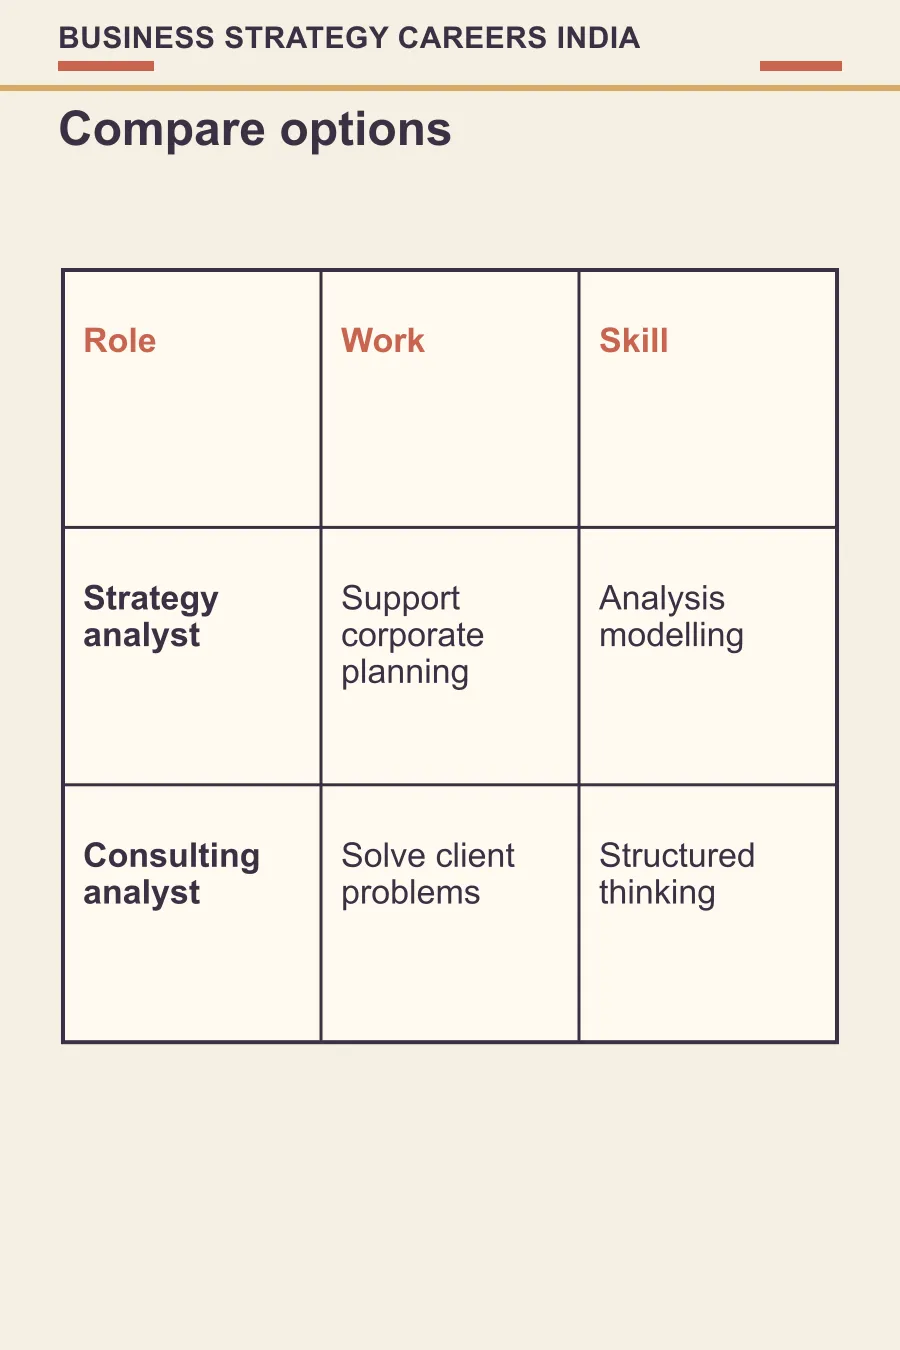 BUSINESS STRATEGY CAREERS INDIA
Compare options
Role
Work
Skill
Strategy
analyst
Support
corporate
planning
Analysis
modelling
Consulting
analyst
Solve client
problems
Structured
thinking